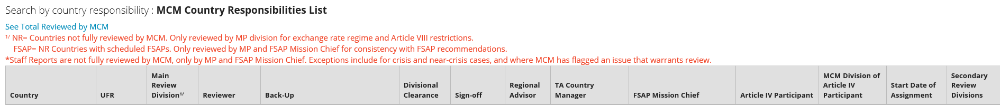 Search by country responsibility : MCM Country Responsibilities List
See Total Reviewed by MCM
1/ NR= Countries not fully reviewed by MCM. Only reviewed by MP division for exchange rate regime and Article VIII restrictions.
FSAP= NR Countries with scheduled FSAPs. Only reviewed by MP and FSAP Mission Chief for consistency with FSAP recommendations.
*Staff Reports are not fully reviewed by MCM, only by MP and FSAP Mission Chief. Exceptions include for crisis and near-crisis cases, and where MCM has flagged an issue that warrants review.
Country
UFR
Main
Review
Division1/
Reviewer
Back-Up
Divisional
Clearance
Sign-off
Regional
Advisor
TA Country
Manager
FSAP Mission Chief
Article IV Participant
MCM Division of
Article IV
Participant
Start Date of
Assignment
Secondary
Review
Divisions